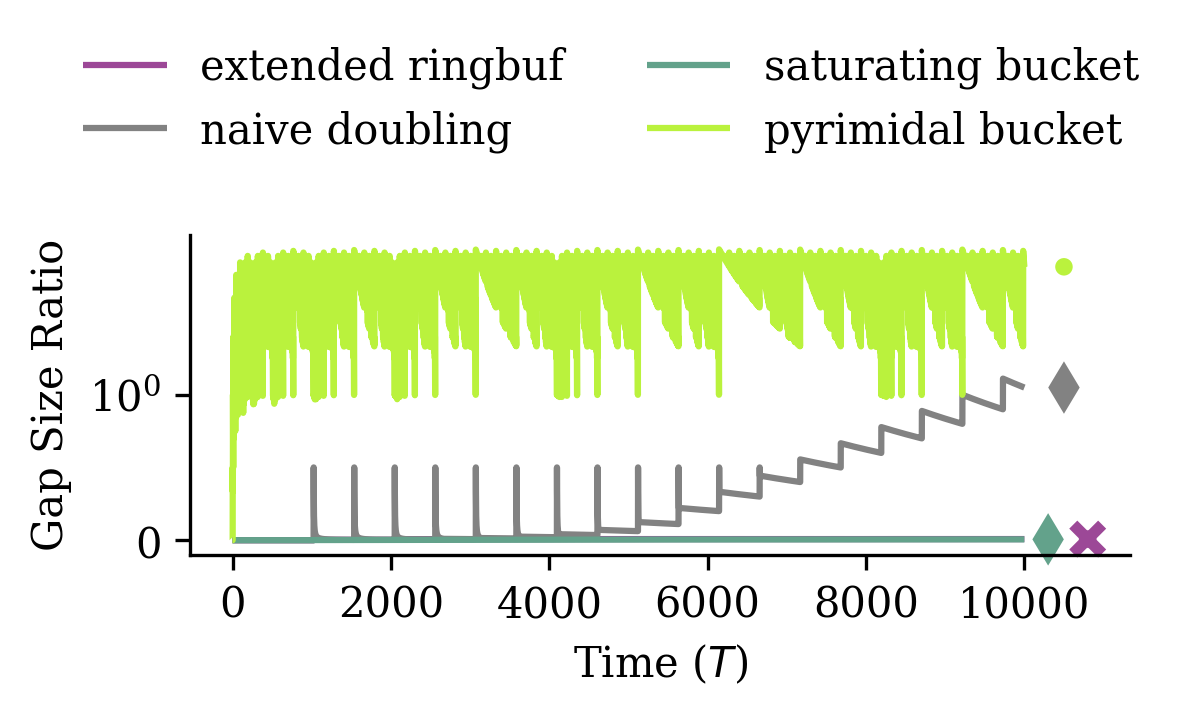 extended ringbuf
naive doubling
saturating bucket
pyrimidal bucket
Gap Size Ratio
10⁰
0
0 2000 4000 6000 8000 10000
Time (T)